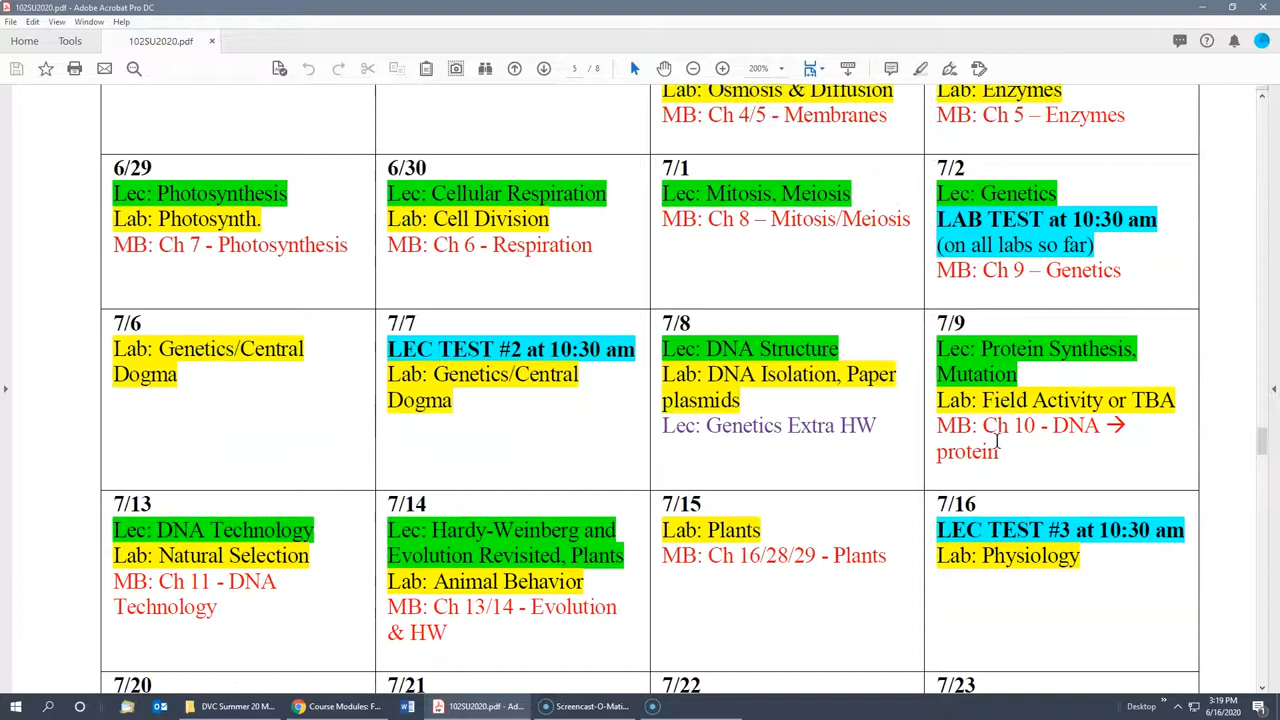 102SU2020.pdf - Adobe Acrobat Pro DC
File Edit View Window Help
Home Tools 102SU2020.pdf ×
5 / 8 200%
Lab: Osmosis & Diffusion
MB: Ch 4/5 - Membranes
Lab: Enzymes
MB: Ch 5 – Enzymes
6/29
Lec: Photosynthesis
Lab: Photosynth.
MB: Ch 7 - Photosynthesis
6/30
Lec: Cellular Respiration
Lab: Cell Division
MB: Ch 6 - Respiration
7/1
Lec: Mitosis, Meiosis
MB: Ch 8 – Mitosis/Meiosis
7/2
Lec: Genetics
LAB TEST at 10:30 am
(on all labs so far)
MB: Ch 9 – Genetics
7/6
Lab: Genetics/Central
Dogma
7/7
LEC TEST #2 at 10:30 am
Lab: Genetics/Central
Dogma
7/8
Lec: DNA Structure
Lab: DNA Isolation, Paper
plasmids
Lec: Genetics Extra HW
7/9
Lec: Protein Synthesis,
Mutation
Lab: Field Activity or TBA
MB: Ch 10 - DNA →
protein
7/13
Lec: DNA Technology
Lab: Natural Selection
MB: Ch 11 - DNA
Technology
7/14
Lec: Hardy-Weinberg and
Evolution Revisited, Plants
Lab: Animal Behavior
MB: Ch 13/14 - Evolution
& HW
7/15
Lab: Plants
MB: Ch 16/28/29 - Plants
7/16
LEC TEST #3 at 10:30 am
Lab: Physiology
7/20
7/21
7/22
7/23
DVC Summer 20 M... Course Modules: F... 102SU2020.pdf - Ad... Screencast-O-Mati... Desktop 3:19 PM
6/16/2020